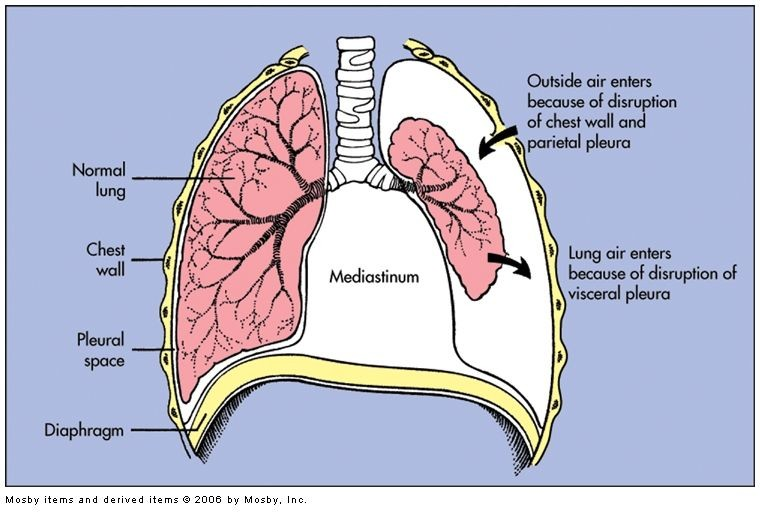 Outside air enters
because of disruption
of chest wall and
parietal pleura
Normal
lung
Chest
wall
Lung air enters
because of disruption of
visceral pleura
Mediastinum
Pleural
space
Diaphragm
Mosby items and derived items © 2006 by Mosby, Inc.